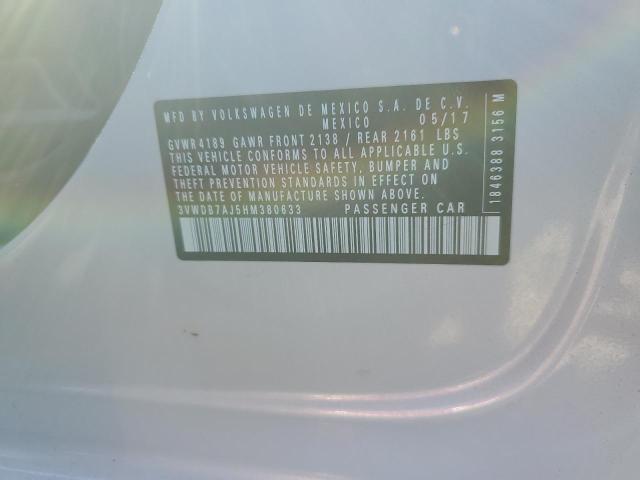 MFD BY VOLKSWAGEN DE MEXICO S.A. DE C.V.
MEXICO 05/17
GVWR 4189 GAWR FRONT 2138 / REAR 2161 LBS
THIS VEHICLE CONFORMS TO ALL APPLICABLE U.S.
FEDERAL MOTOR VEHICLE SAFETY, BUMPER AND
THEFT PREVENTION STANDARDS IN EFFECT ON
THE DATE OF MANUFACTURE SHOWN ABOVE.
3VWDB7AJ5HM380633 PASSENGER CAR
1846388 3156 M